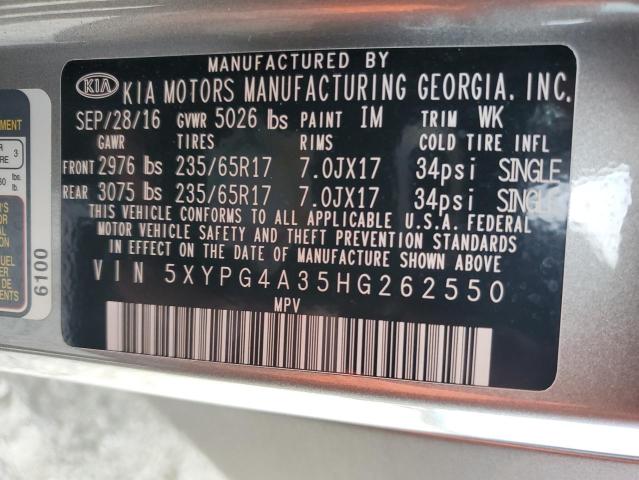 MANUFACTURED BY
KIA KIA MOTORS MANUFACTURING GEORGIA, INC.
SEP/28/16 GVWR 5026 lbs PAINT IM TRIM WK
GAWR TIRES RIMS COLD TIRE INFL
FRONT 2976 lbs 235/65R17 7.0JX17 34psi SINGLE
REAR 3075 lbs 235/65R17 7.0JX17 34psi SINGLE
THIS VEHICLE CONFORMS TO ALL APPLICABLE U.S.A. FEDERAL
MOTOR VEHICLE SAFETY AND THEFT PREVENTION STANDARDS
IN EFFECT ON THE DATE OF MANUFACTURE SHOWN ABOVE.
VIN 5XYPG4A35HG262550
MPV
6100
3
lbs.